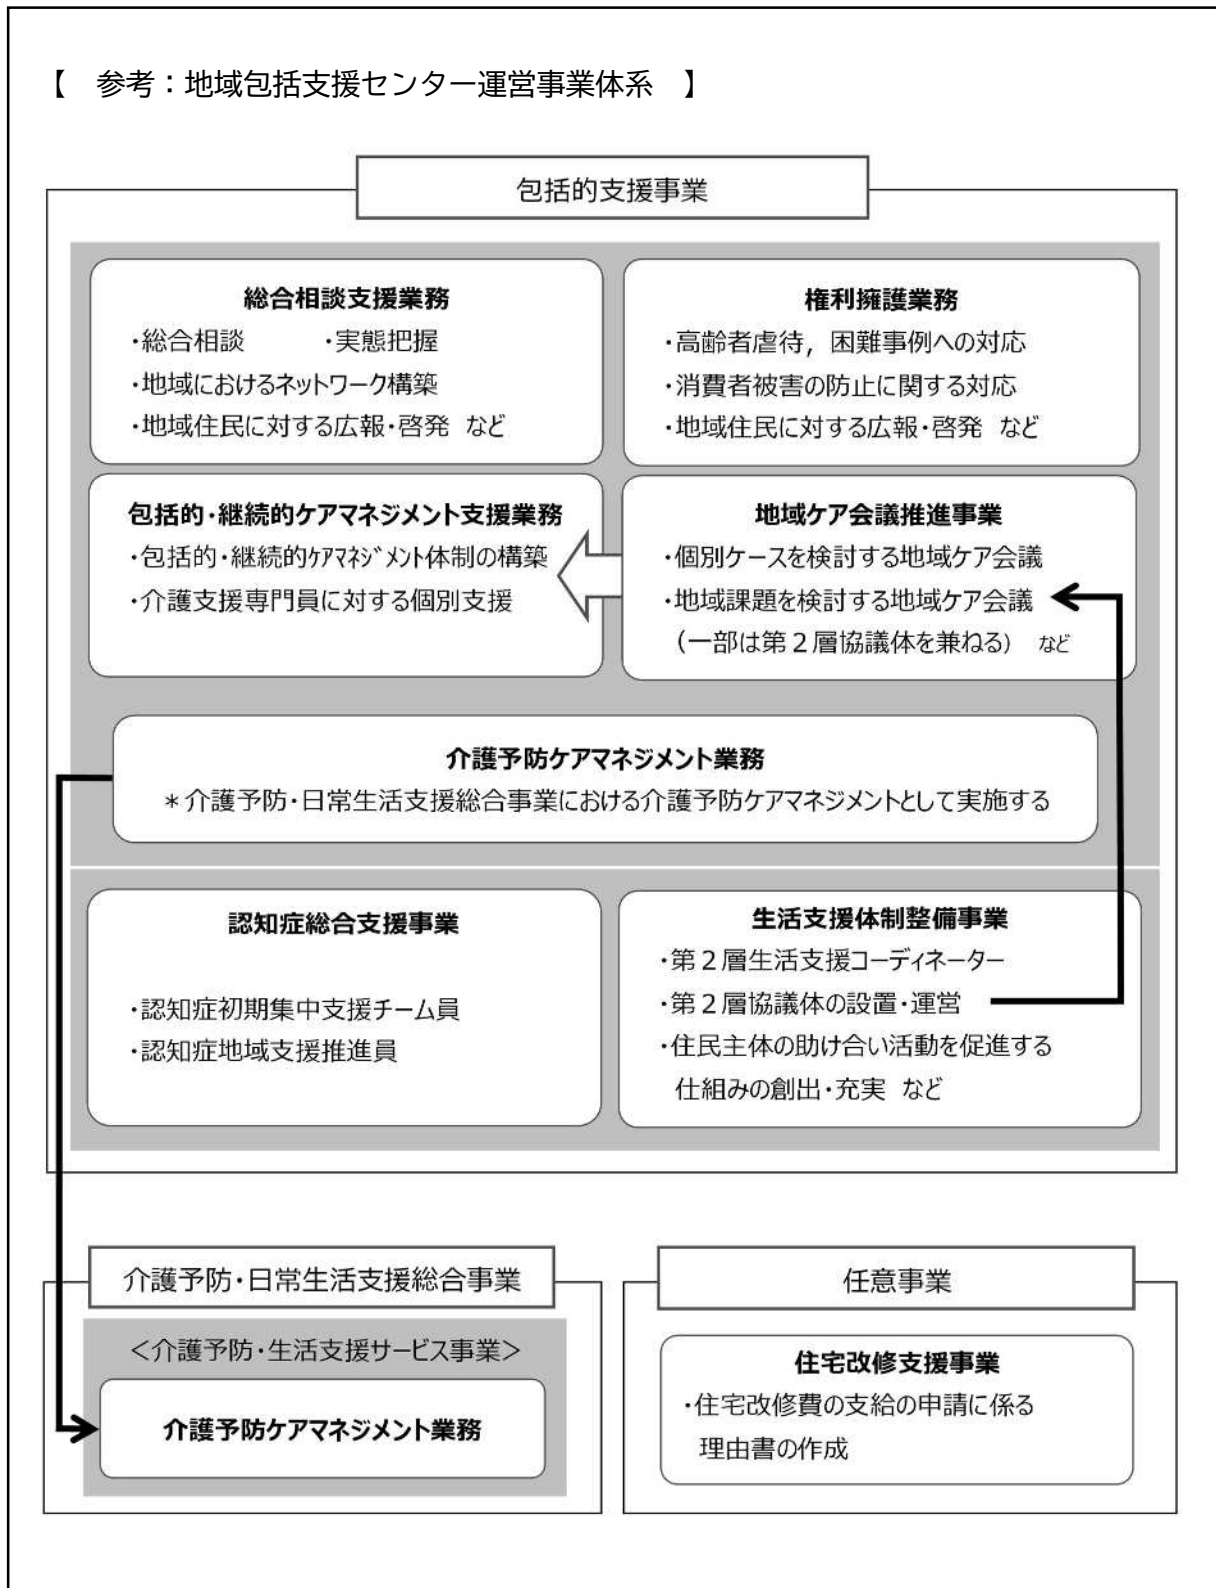 【　参考：地域包括支援センター運営事業体系　】
包括的支援事業
総合相談支援業務
・総合相談　　　・実態把握
・地域におけるネットワーク構築
・地域住民に対する広報・啓発 など
権利擁護業務
・高齢者虐待，困難事例への対応
・消費者被害の防止に関する対応
・地域住民に対する広報・啓発 など
包括的・継続的ケアマネジメント支援業務
・包括的・継続的ｹｱﾏﾈｼﾞﾒﾝﾄ体制の構築
・介護支援専門員に対する個別支援
地域ケア会議推進事業
・個別ケースを検討する地域ケア会議
・地域課題を検討する地域ケア会議
（一部は第２層協議体を兼ねる） など
介護予防ケアマネジメント業務
＊介護予防・日常生活支援総合事業における介護予防ケアマネジメントとして実施する
認知症総合支援事業
・認知症初期集中支援チーム員
・認知症地域支援推進員
生活支援体制整備事業
・第２層生活支援コーディネーター
・第２層協議体の設置・運営
・住民主体の助け合い活動を促進する
仕組みの創出・充実 など
介護予防・日常生活支援総合事業
＜介護予防・生活支援サービス事業＞
介護予防ケアマネジメント業務
任意事業
住宅改修支援事業
・住宅改修費の支給の申請に係る
理由書の作成